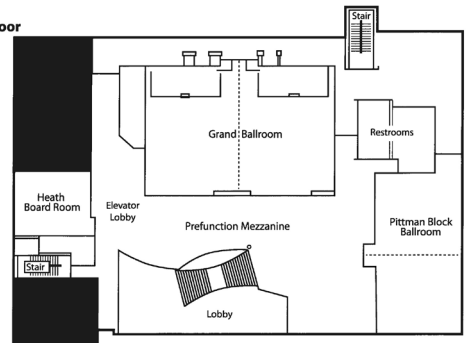 oor
Stair
Grand Ballroom
Restrooms
Heath
Board Room
Elevator
Lobby
Prefunction Mezzanine
Pittman Block
Ballroom
Stair
Lobby